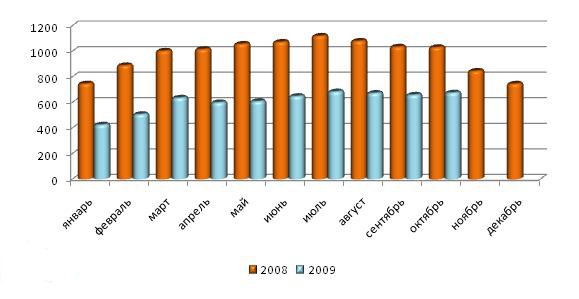 1200
1000
800
600
400
200
0
январь
февраль
март
апрель
май
июнь
июль
август
сентябрь
октябрь
ноябрь
декабрь
2008 2009